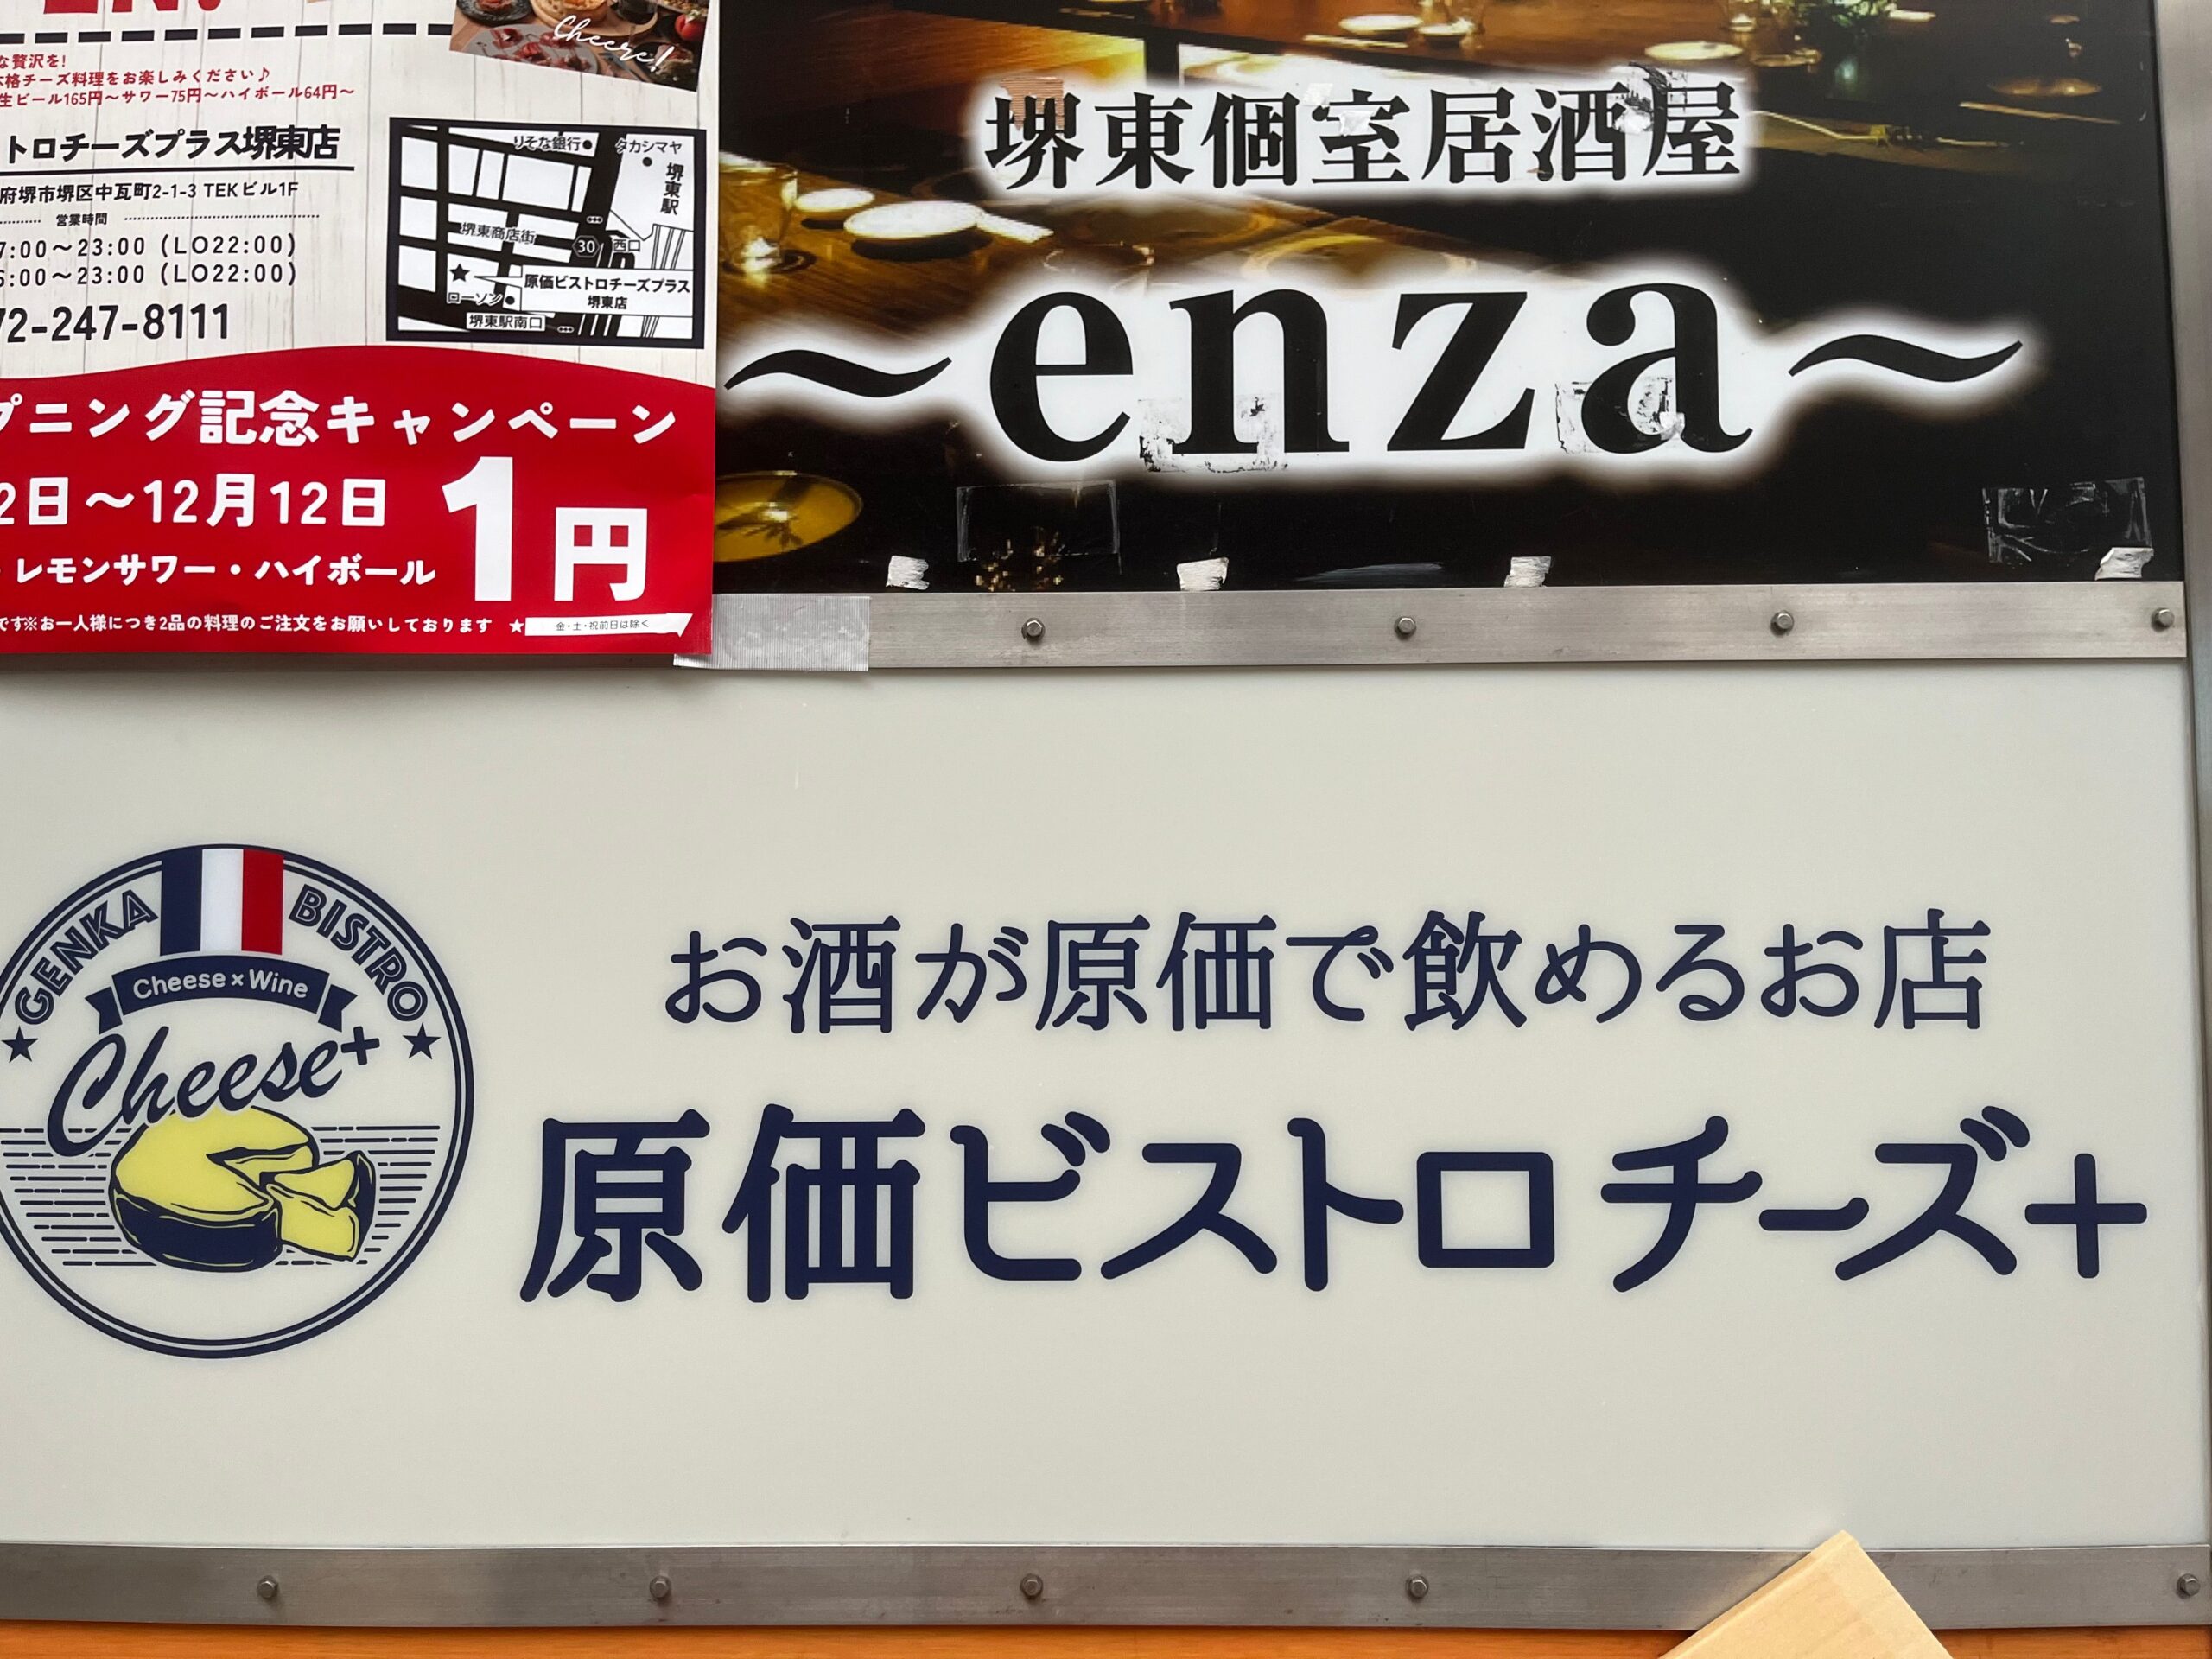 EN!
cheers!
な贅沢を!
格チーズ料理をお楽しみください♪
生ビール165円〜サワー75円〜ハイボール64円〜
トロチーズプラス堺東店
府堺市堺区中瓦町2-1-3 TEKビル1F
営業時間
7:00〜23:00 (LO22:00)
6:00〜23:00 (LO22:00)
72-247-8111
りそな銀行
タカシマヤ
堺東駅
堺東商店街
30
西口
原価ビストロチーズプラス
堺東店
ローソン
堺東駅南口
プニング記念キャンペーン
2日〜12月12日
1円
・レモンサワー・ハイボール
です※お一人様につき2品の料理のご注文をお願いしております
★金・土・祝前日は除く
堺東個室居酒屋
〜enza〜
GENKA BISTRO
Cheese×Wine
Cheese+
お酒が原価で飲めるお店
原価ビストロチーズ+